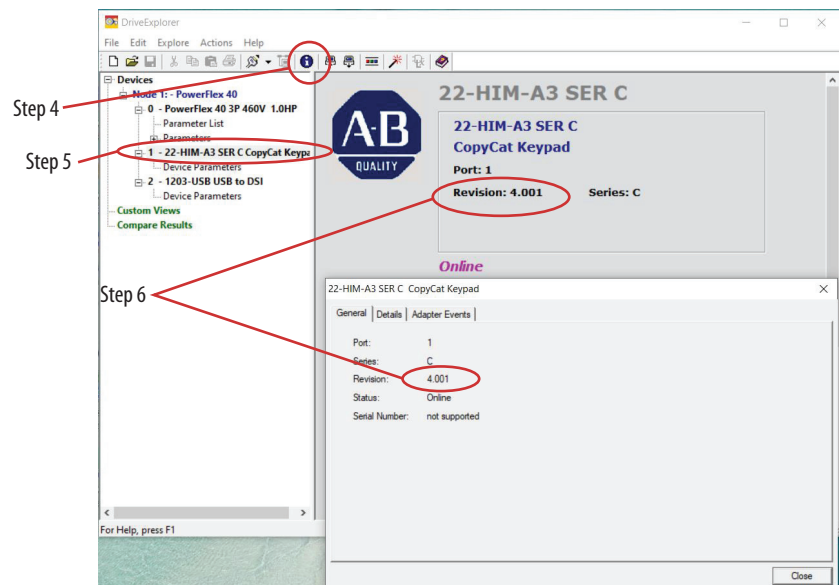 DriveExplorer
File Edit Explore Actions Help
Devices
Node 1: - PowerFlex 40
0 - PowerFlex 40 3P 460V 1.0HP
Parameter List
Parameters
1 - 22-HIM-A3 SER C CopyCat Keypa
Device Parameters
2 - 1203-USB USB to DSI
Device Parameters
Custom Views
Compare Results
Step 4
Step 5
Step 6
A-B
QUALITY
22-HIM-A3 SER C
22-HIM-A3 SER C
CopyCat Keypad
Port: 1
Revision: 4.001 Series: C
Online
22-HIM-A3 SER C CopyCat Keypad
General Details Adapter Events
Port: 1
Series: C
Revision: 4.001
Status: Online
Serial Number: not supported
Close
For Help, press F1